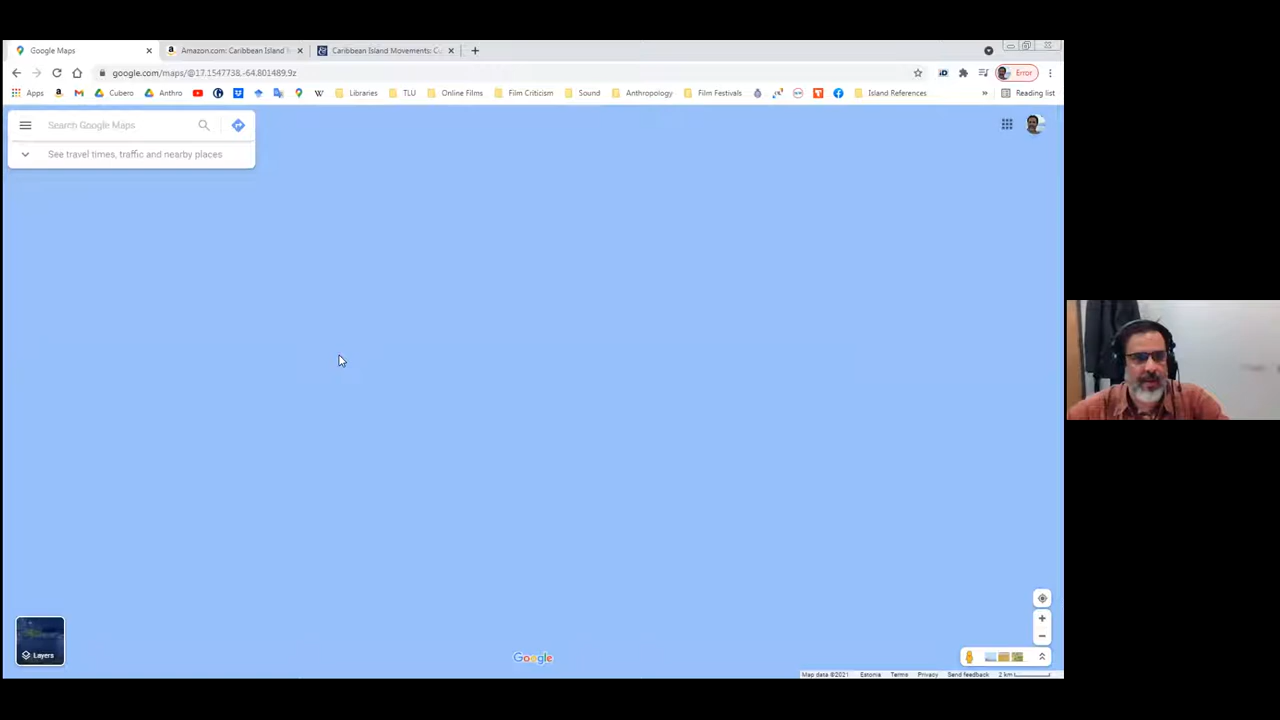 Google Maps
Amazon.com: Caribbean Island
Caribbean Island Movements: C
google.com/maps/@17.1547738,-64.801489,9z
Error
Apps
Cubero
Anthro
Libraries
TLU
Online Films
Film Criticism
Sound
Anthropology
Film Festivals
Island References
»
Reading list
Search Google Maps
See travel times, traffic and nearby places
Layers
Google
Map data ©2021 Estonia Terms Privacy Send feedback 2 km